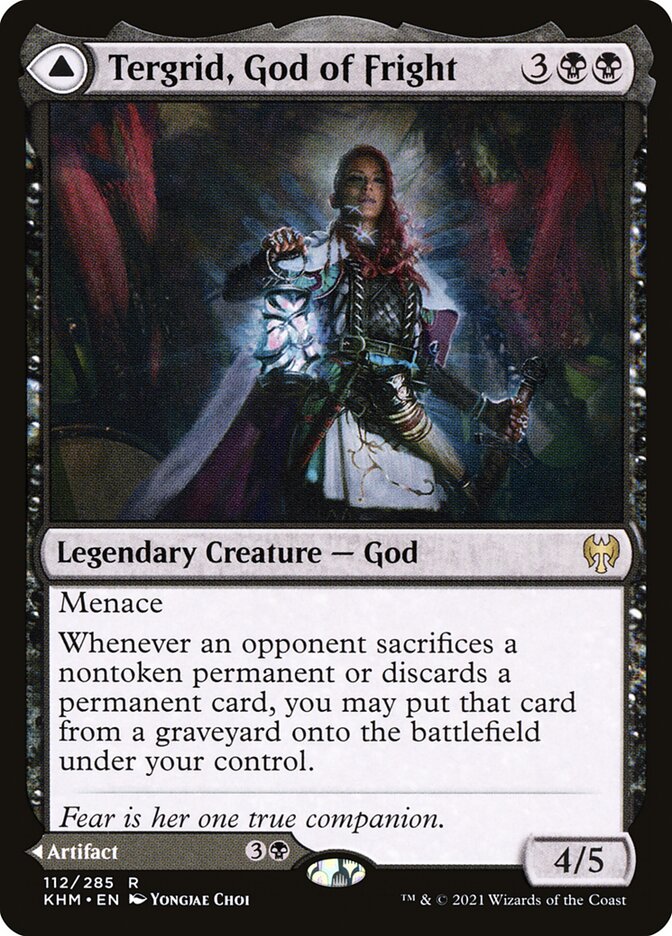 Tergrid, God of Fright 3
Legendary Creature — God
Menace
Whenever an opponent sacrifices a
nontoken permanent or discards a
permanent card, you may put that card
from a graveyard onto the battlefield
under your control.
Fear is her one true companion.
Artifact 3
4/5
112/285 R
KHM • EN Yongjae Choi
™ & © 2021 Wizards of the Coast